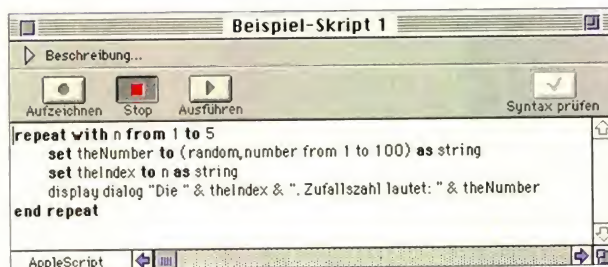 Beispiel-Skript 1
Beschreibung...
Aufzeichnen Stop Ausführen Syntax prüfen
repeat with n from 1 to 5
set theNumber to (random number from 1 to 100) as string
set theIndex to n as string
display dialog "Die " & theIndex & ". Zufallszahl lautet: " & theNumber
end repeat
AppleScript